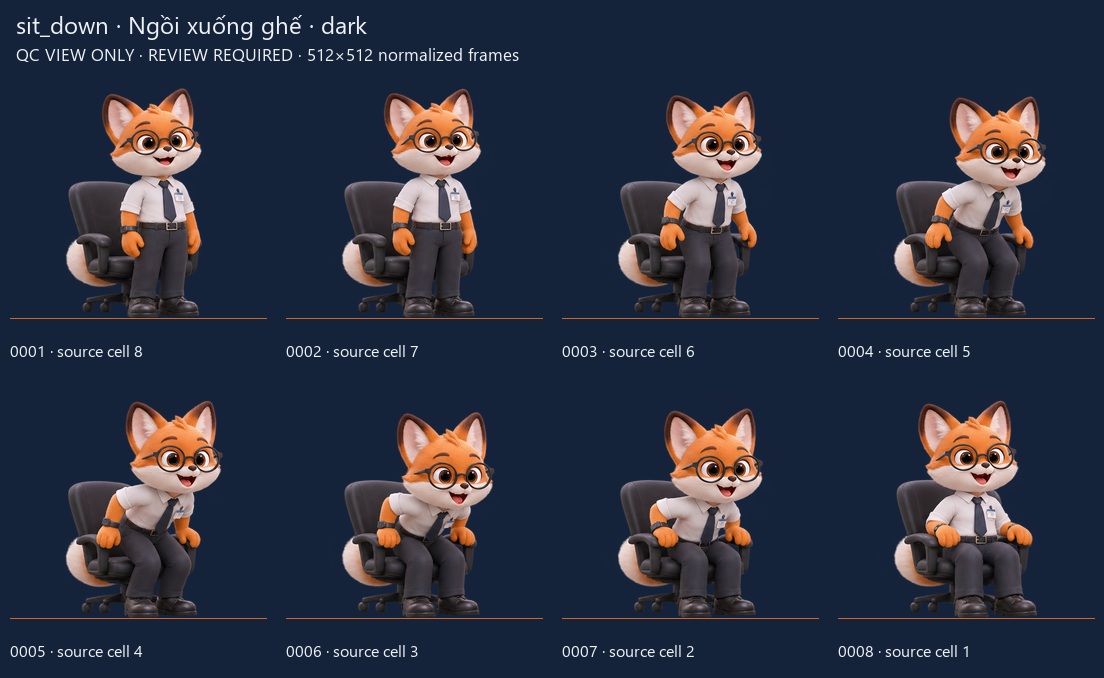 sit_down · Ngồi xuống ghế · dark
QC VIEW ONLY · REVIEW REQUIRED · 512×512 normalized frames
0001 · source cell 8
0002 · source cell 7
0003 · source cell 6
0004 · source cell 5
0005 · source cell 4
0006 · source cell 3
0007 · source cell 2
0008 · source cell 1